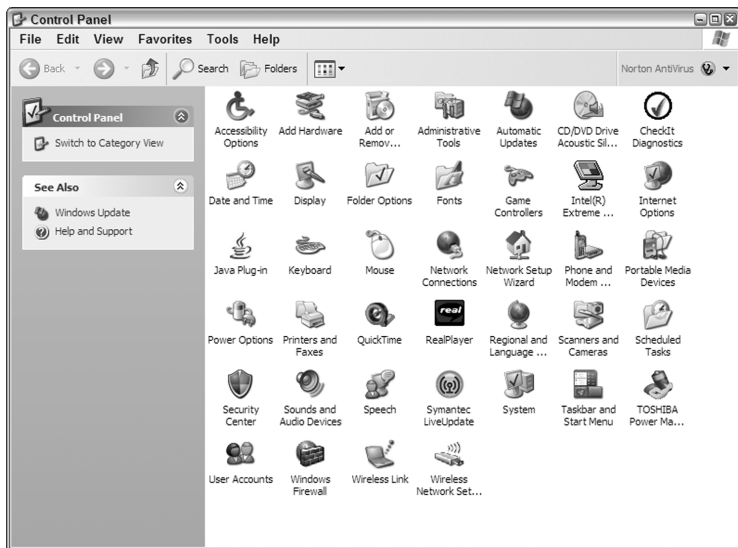 Control Panel
File Edit View Favorites Tools Help
Back Search Folders Norton AntiVirus
Control Panel
Switch to Category View
See Also
Windows Update
Help and Support
Accessibility Options
Add Hardware
Add or Remov...
Administrative Tools
Automatic Updates
CD/DVD Drive Acoustic Sil...
CheckIt Diagnostics
Date and Time
Display
Folder Options
Fonts
Game Controllers
Intel(R) Extreme ...
Internet Options
Java Plug-in
Keyboard
Mouse
Network Connections
Network Setup Wizard
Phone and Modem ...
Portable Media Devices
Power Options
Printers and Faxes
QuickTime
real
RealPlayer
Regional and Language ...
Scanners and Cameras
Scheduled Tasks
Security Center
Sounds and Audio Devices
Speech
Symantec LiveUpdate
System
Taskbar and Start Menu
TOSHIBA Power Ma...
User Accounts
Windows Firewall
Wireless Link
Wireless Network Set...